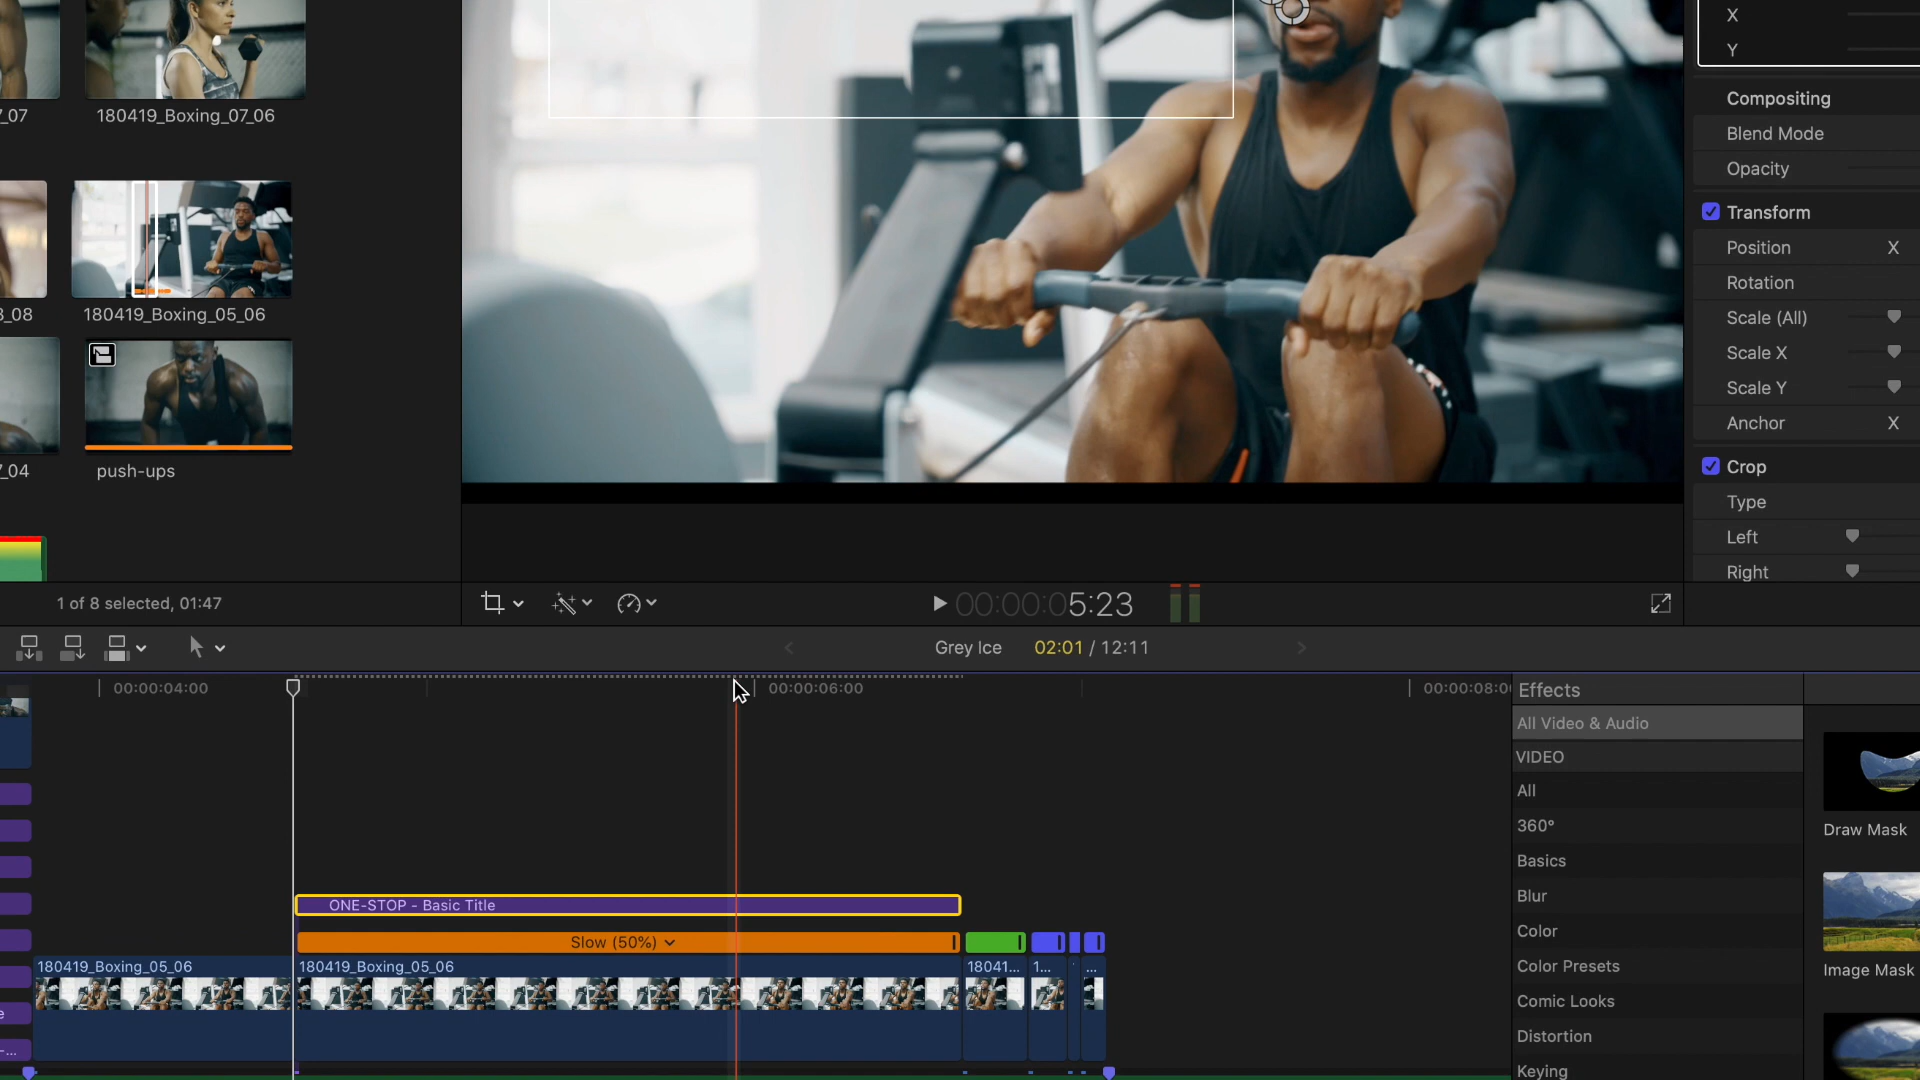 _07
180419_Boxing_07_06
3_08
180419_Boxing_05_06
_04
push-ups
1 of 8 selected, 01:47
00:00:05:23
X
Y
Compositing
Blend Mode
Opacity
Transform
Position X
Rotation
Scale (All)
Scale X
Scale Y
Anchor X
Crop
Type
Left
Right
Grey Ice 02:01 / 12:11
00:00:04:00
00:00:06:00
00:00:08:0
ONE-STOP - Basic Title
Slow (50%)
180419_Boxing_05_06
180419_Boxing_05_06
18041...
1...
...
e
-...
Effects
All Video & Audio
VIDEO
All
360°
Basics
Blur
Color
Color Presets
Comic Looks
Distortion
Keying
Draw Mask
Image Mask